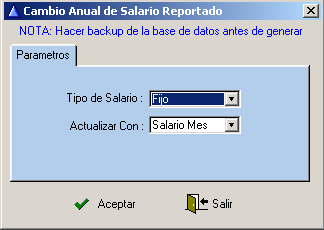 Cambio Anual de Salario Reportado
NOTA: Hacer backup de la base de datos antes de generar
Parametros
Tipo de Salario : Fijo
Actualizar Con : Salario Mes
Aceptar Salir